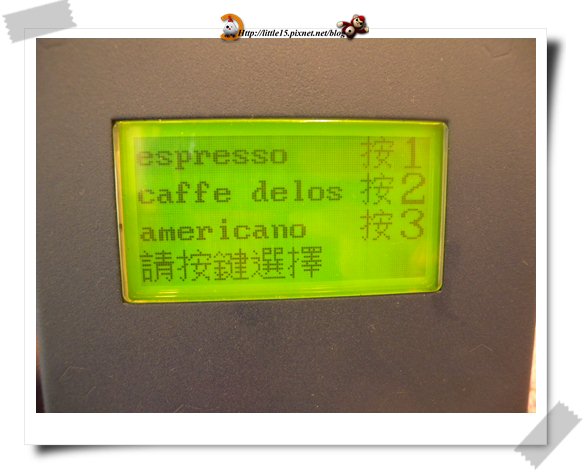 Http://little15.pixnet.net/blog
espresso 按1
caffe delos 按2
americano 按3
請按鍵選擇